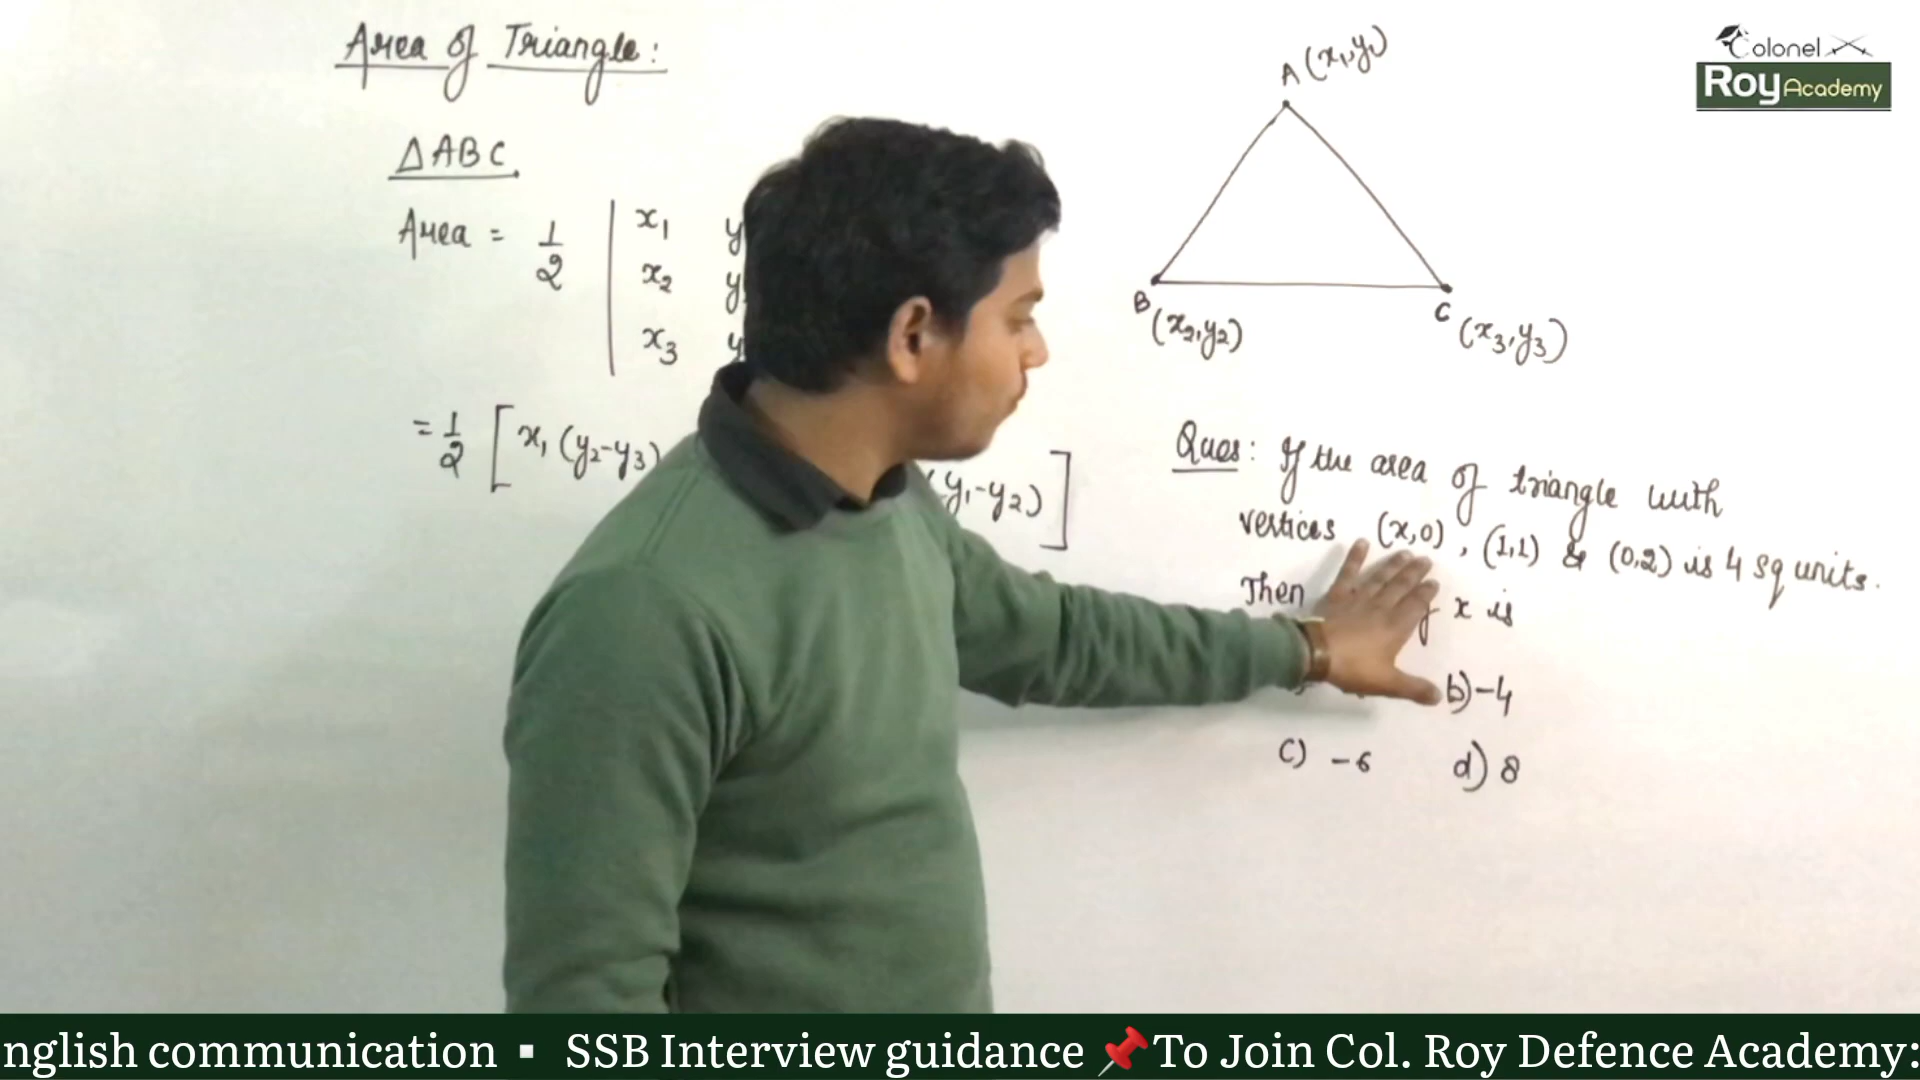 Area of Triangle:
△ABC
Area = 1/2 | x₁ y
x₂ y
x₃ y
= 1/2 [ x₁ (y₂-y₃) (y₁-y₂) ]
A (x₁,y₁)
B (x₂,y₂)
C (x₃,y₃)
Ques: If the area of triangle with
vertices (x,0), (1,1) & (0,2) is 4 sq units.
Then x is
b) -4
c) -6 d) 8
Colonel
Roy Academy
nglish communication ▪ SSB Interview guidance 📌To Join Col. Roy Defence Academy: